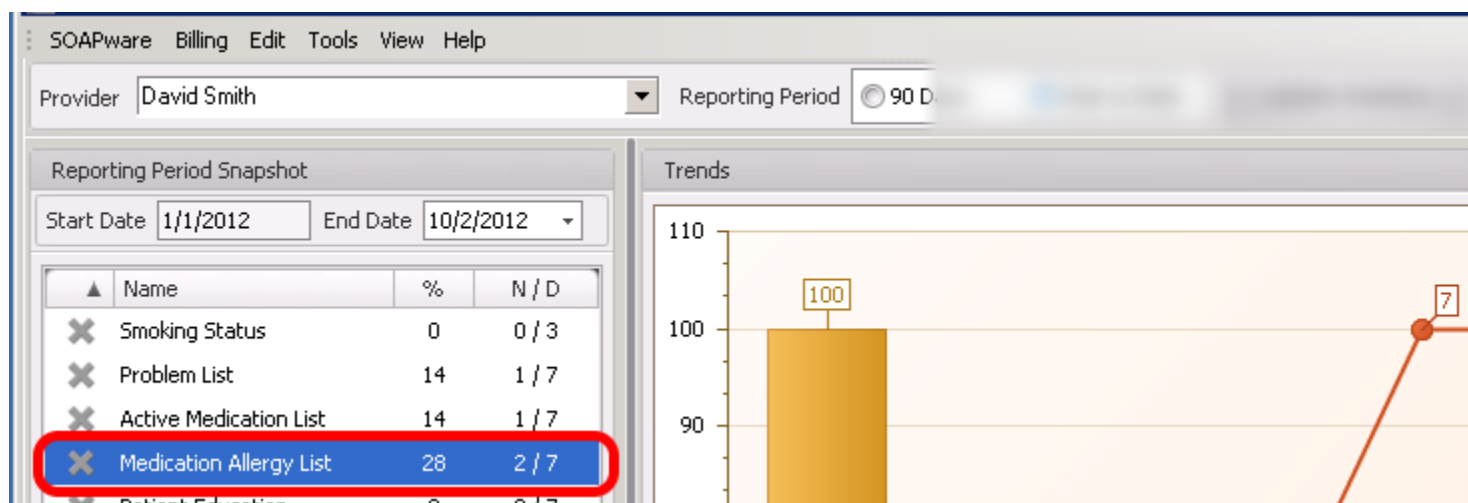 SOAPware Billing Edit Tools View Help
Provider David Smith Reporting Period 90 D
Reporting Period Snapshot
Start Date 1/1/2012 End Date 10/2/2012
Name % N / D
Smoking Status 0 0 / 3
Problem List 14 1 / 7
Active Medication List 14 1 / 7
Medication Allergy List 28 2 / 7
Trends
110
100
90
100
7